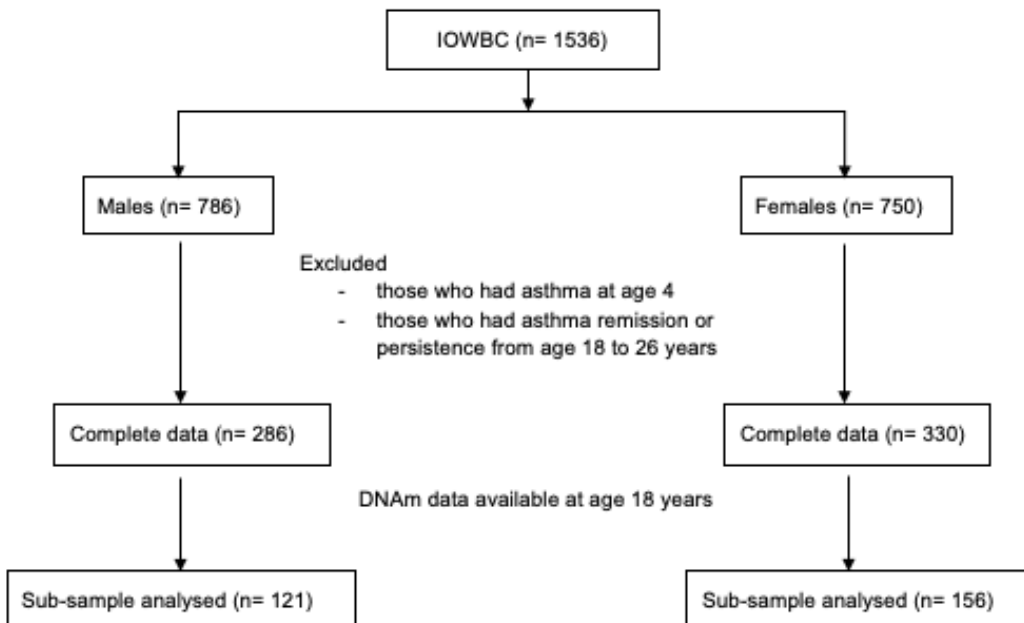 IOWBC (n= 1536)
Males (n= 786)
Females (n= 750)
Excluded
- those who had asthma at age 4
- those who had asthma remission or
persistence from age 18 to 26 years
Complete data (n= 286)
Complete data (n= 330)
DNAm data available at age 18 years
Sub-sample analysed (n= 121)
Sub-sample analysed (n= 156)